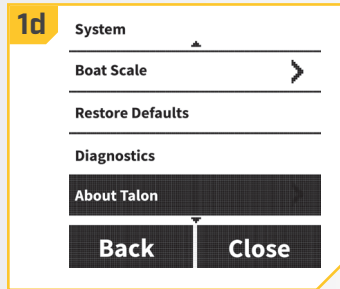 1d
System
Boat Scale
Restore Defaults
Diagnostics
About Talon
Back Close